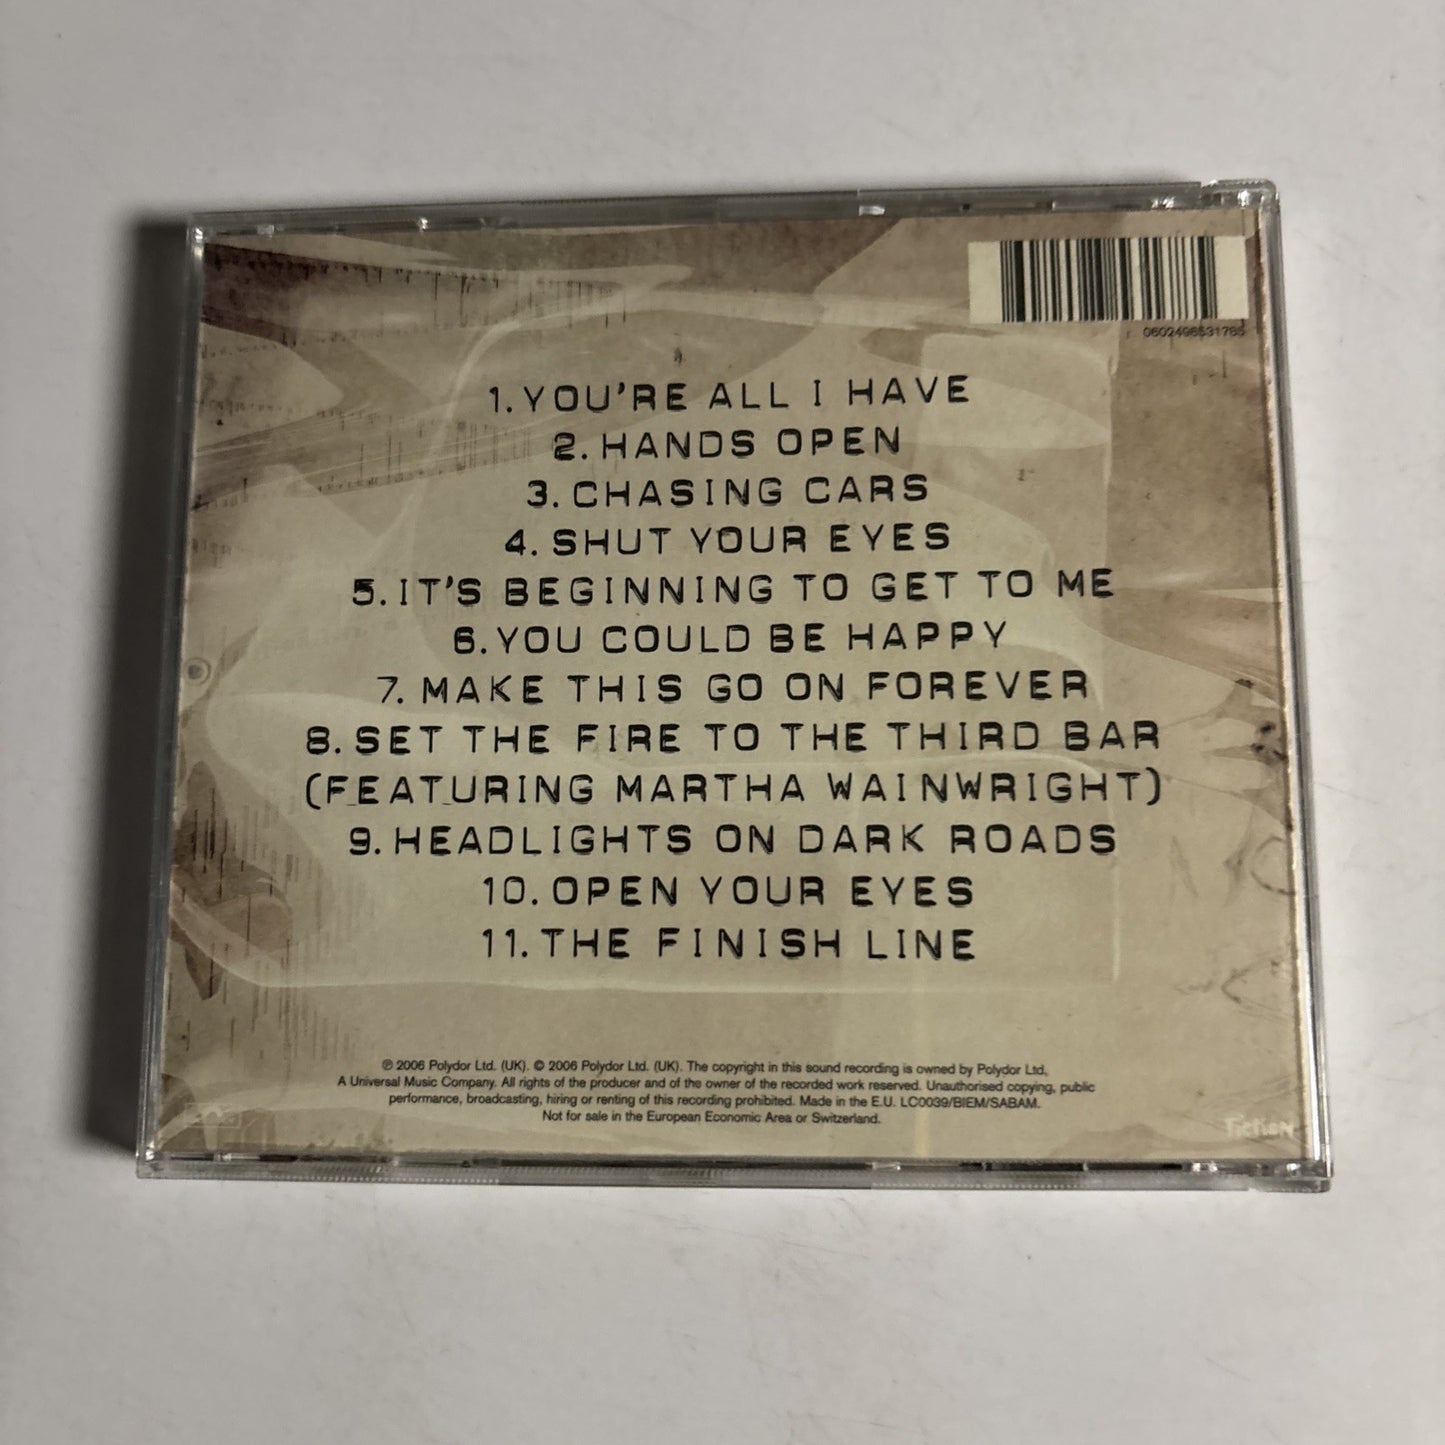 0602498531785
1. YOU'RE ALL I HAVE
2. HANDS OPEN
3. CHASING CARS
4. SHUT YOUR EYES
5. IT'S BEGINNING TO GET TO ME
6. YOU COULD BE HAPPY
7. MAKE THIS GO ON FOREVER
8. SET THE FIRE TO THE THIRD BAR
(FEATURING MARTHA WAINWRIGHT)
9. HEADLIGHTS ON DARK ROADS
10. OPEN YOUR EYES
11. THE FINISH LINE
℗ 2006 Polydor Ltd. (UK). © 2006 Polydor Ltd. (UK). The copyright in this sound recording is owned by Polydor Ltd,
A Universal Music Company. All rights of the producer and of the owner of the recorded work reserved. Unauthorised copying, public
performance, broadcasting, hiring or renting of this recording prohibited. Made in the E.U. LC0039/BIEM/SABAM.
Not for sale in the European Economic Area or Switzerland.
Fiction